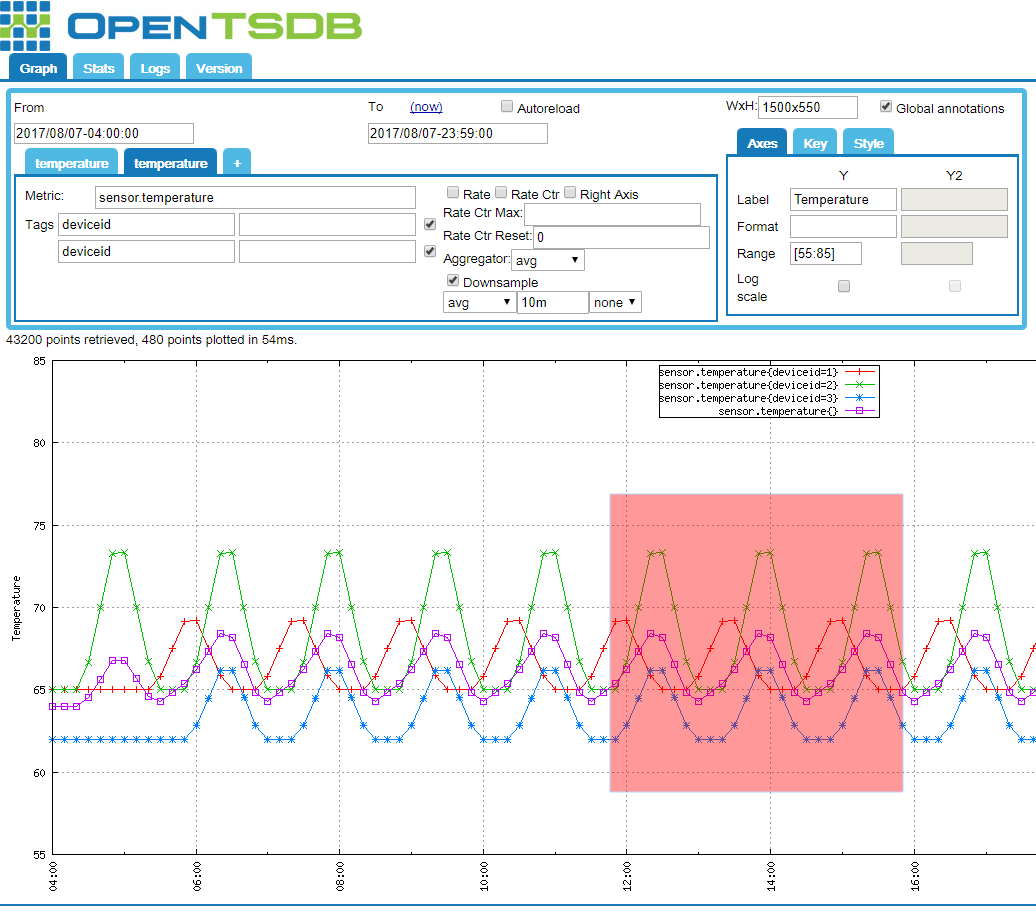 OPENTSDB
Graph Stats Logs Version
From To (now) Autoreload WxH: 1500x550 Global annotations
2017/08/07-04:00:00 2017/08/07-23:59:00
temperature temperature + Axes Key Style
Y Y2
Metric: sensor.temperature Rate Rate Ctr Right Axis
Label Temperature
Rate Ctr Max:
Tags deviceid
Format
Rate Ctr Reset: 0
deviceid
Range [55:85]
Aggregator: avg
Log scale
Downsample
avg 10m none
43200 points retrieved, 480 points plotted in 54ms.
85
sensor.temperature{deviceid=1}
sensor.temperature{deviceid=2}
sensor.temperature{deviceid=3}
sensor.temperature{}
80
75
70
Temperature
65
60
55
04:00 06:00 08:00 10:00 12:00 14:00 16:00